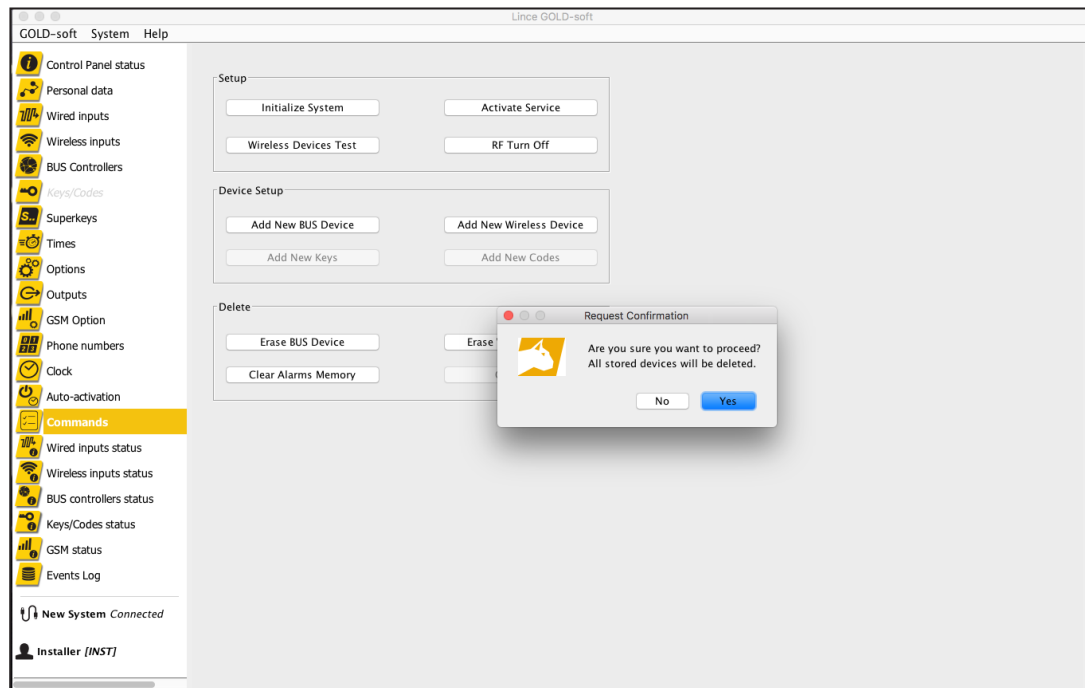 Lince GOLD-soft
GOLD-soft System Help
Control Panel status
Personal data
Wired inputs
Wireless inputs
BUS Controllers
Keys/Codes
Superkeys
Times
Options
Outputs
GSM Option
Phone numbers
Clock
Auto-activation
Commands
Wired inputs status
Wireless inputs status
BUS controllers status
Keys/Codes status
GSM status
Events Log
New System Connected
Installer [INST]
Setup
Initialize System Activate Service
Wireless Devices Test RF Turn Off
Device Setup
Add New BUS Device Add New Wireless Device
Add New Keys Add New Codes
Delete
Erase BUS Device Erase
Clear Alarms Memory
Request Confirmation
Are you sure you want to proceed?
All stored devices will be deleted.
No Yes